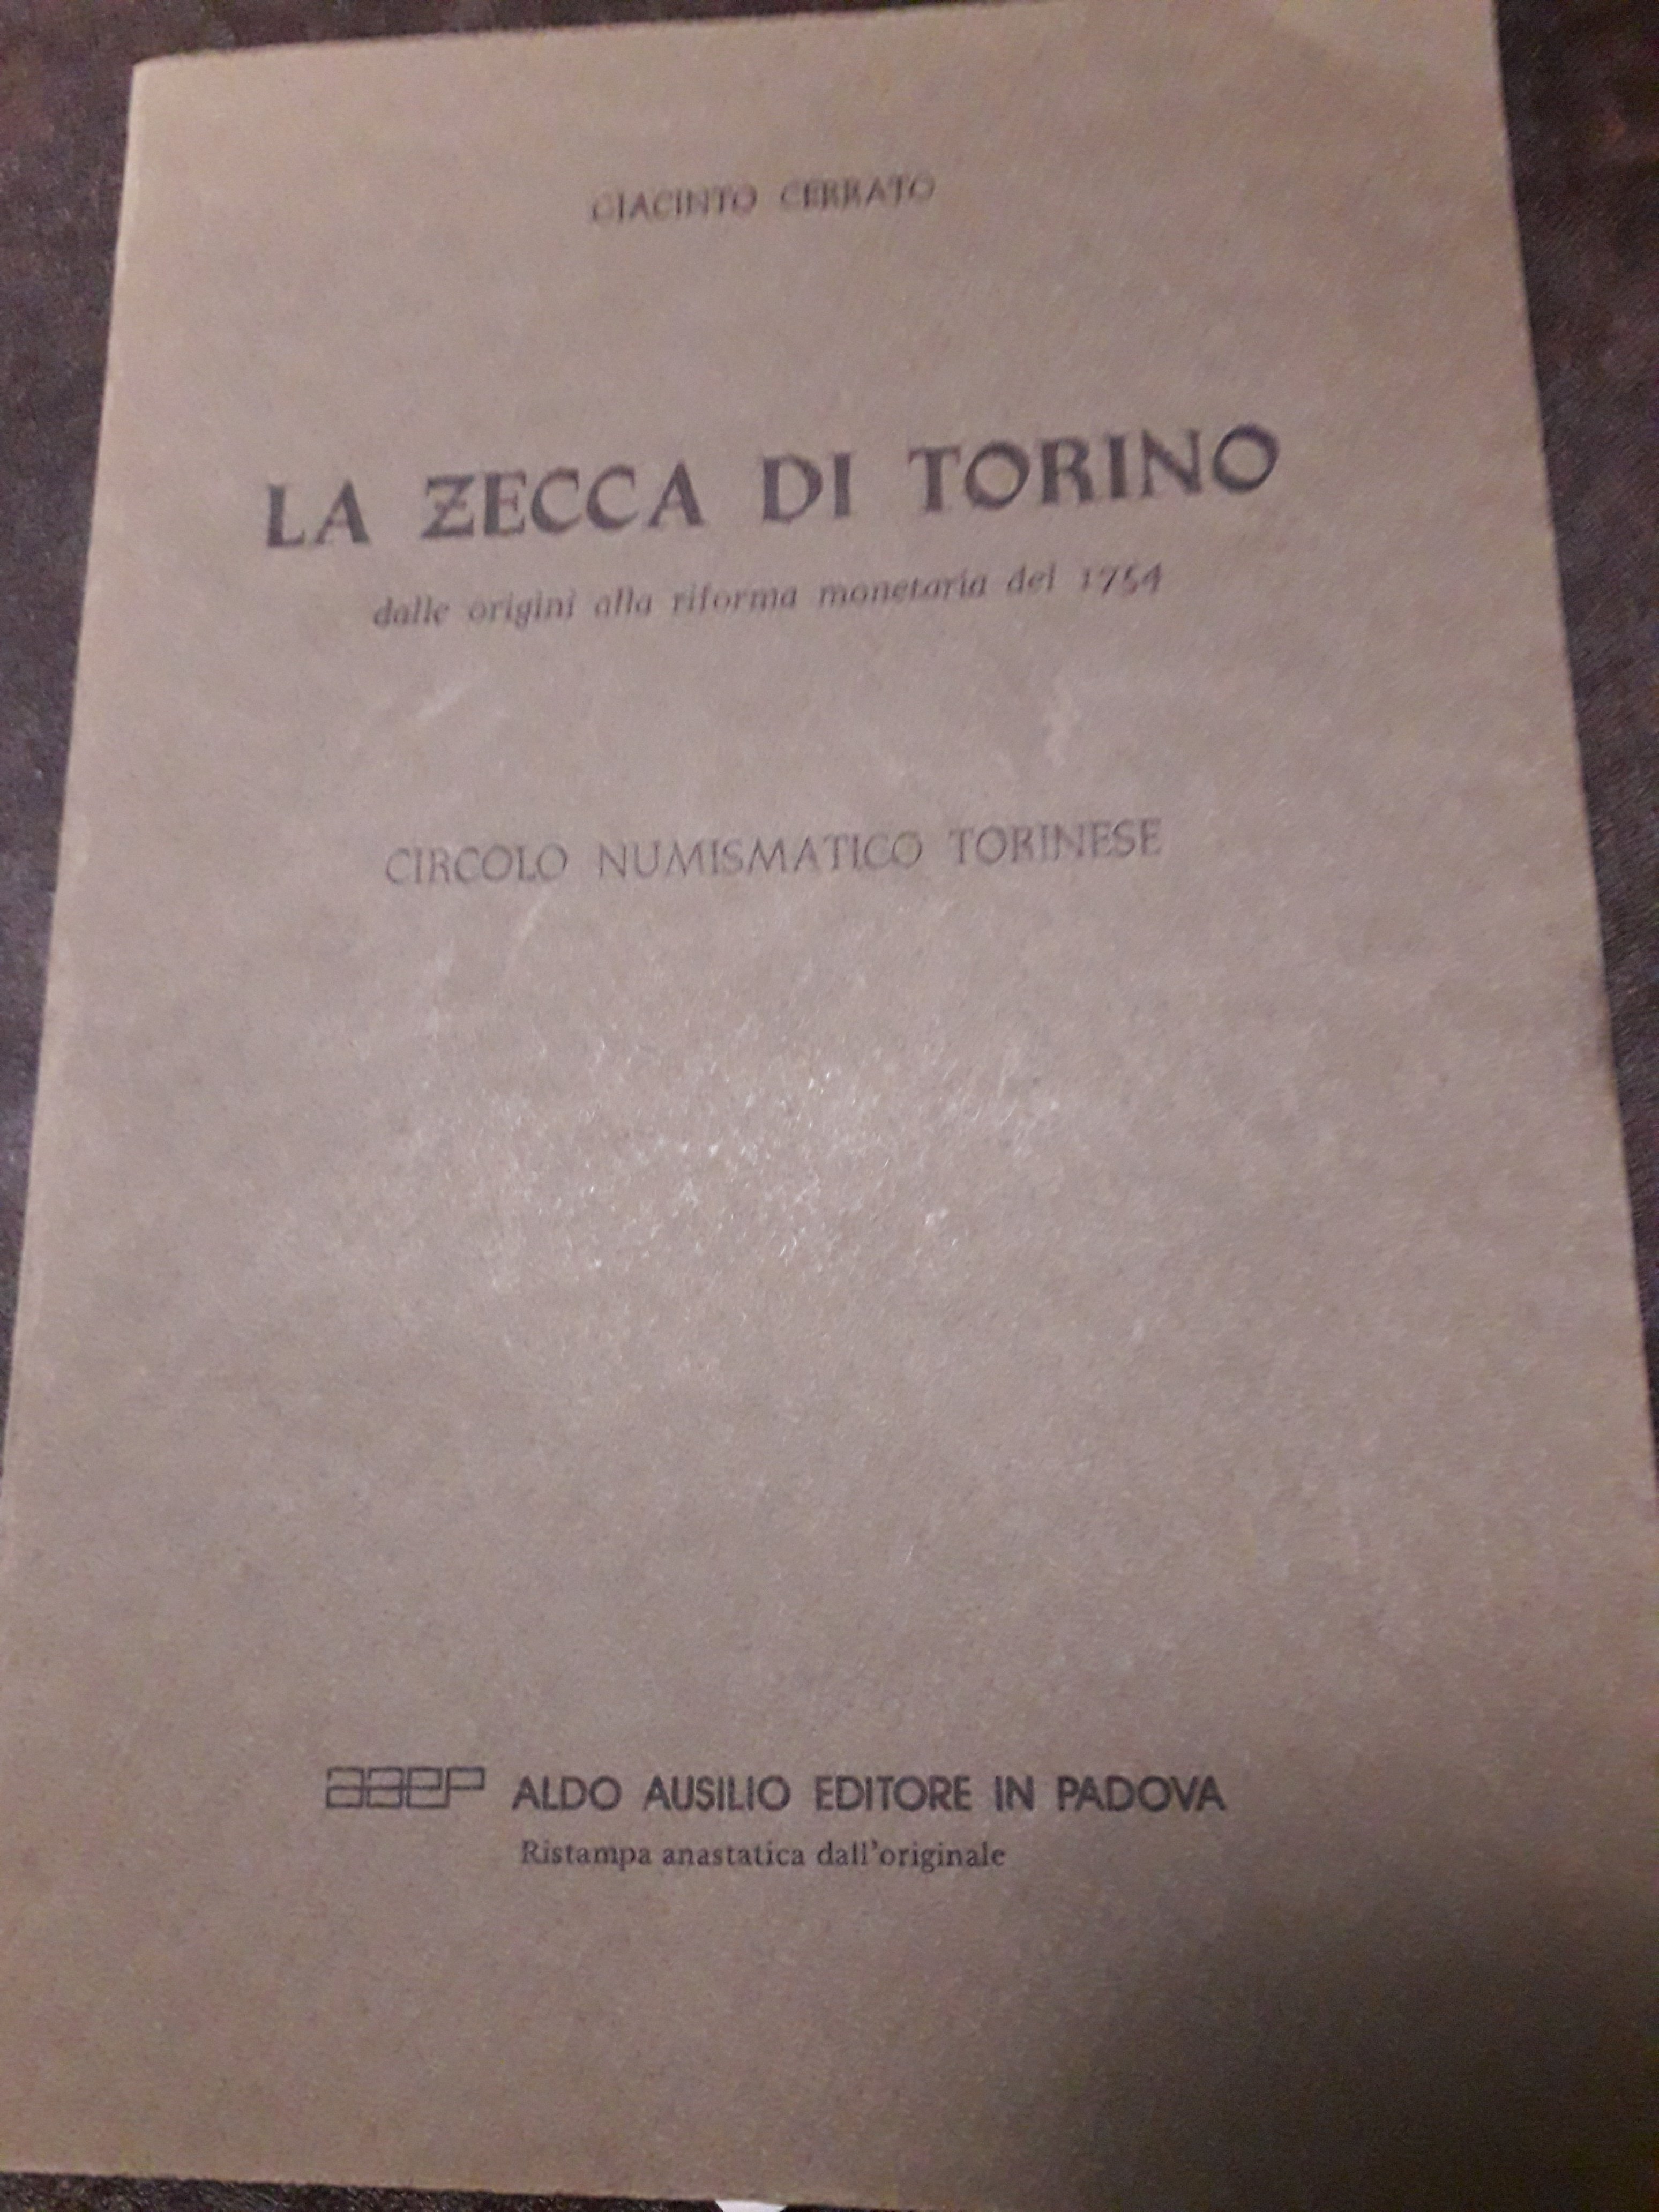 GIACINTO CERRATO
LA ZECCA DI TORINO
dalle origini alla riforma monetaria del 1754
CIRCOLO NUMISMATICO TORINESE
aaep ALDO AUSILIO EDITORE IN PADOVA
Ristampa anastatica dall'originale